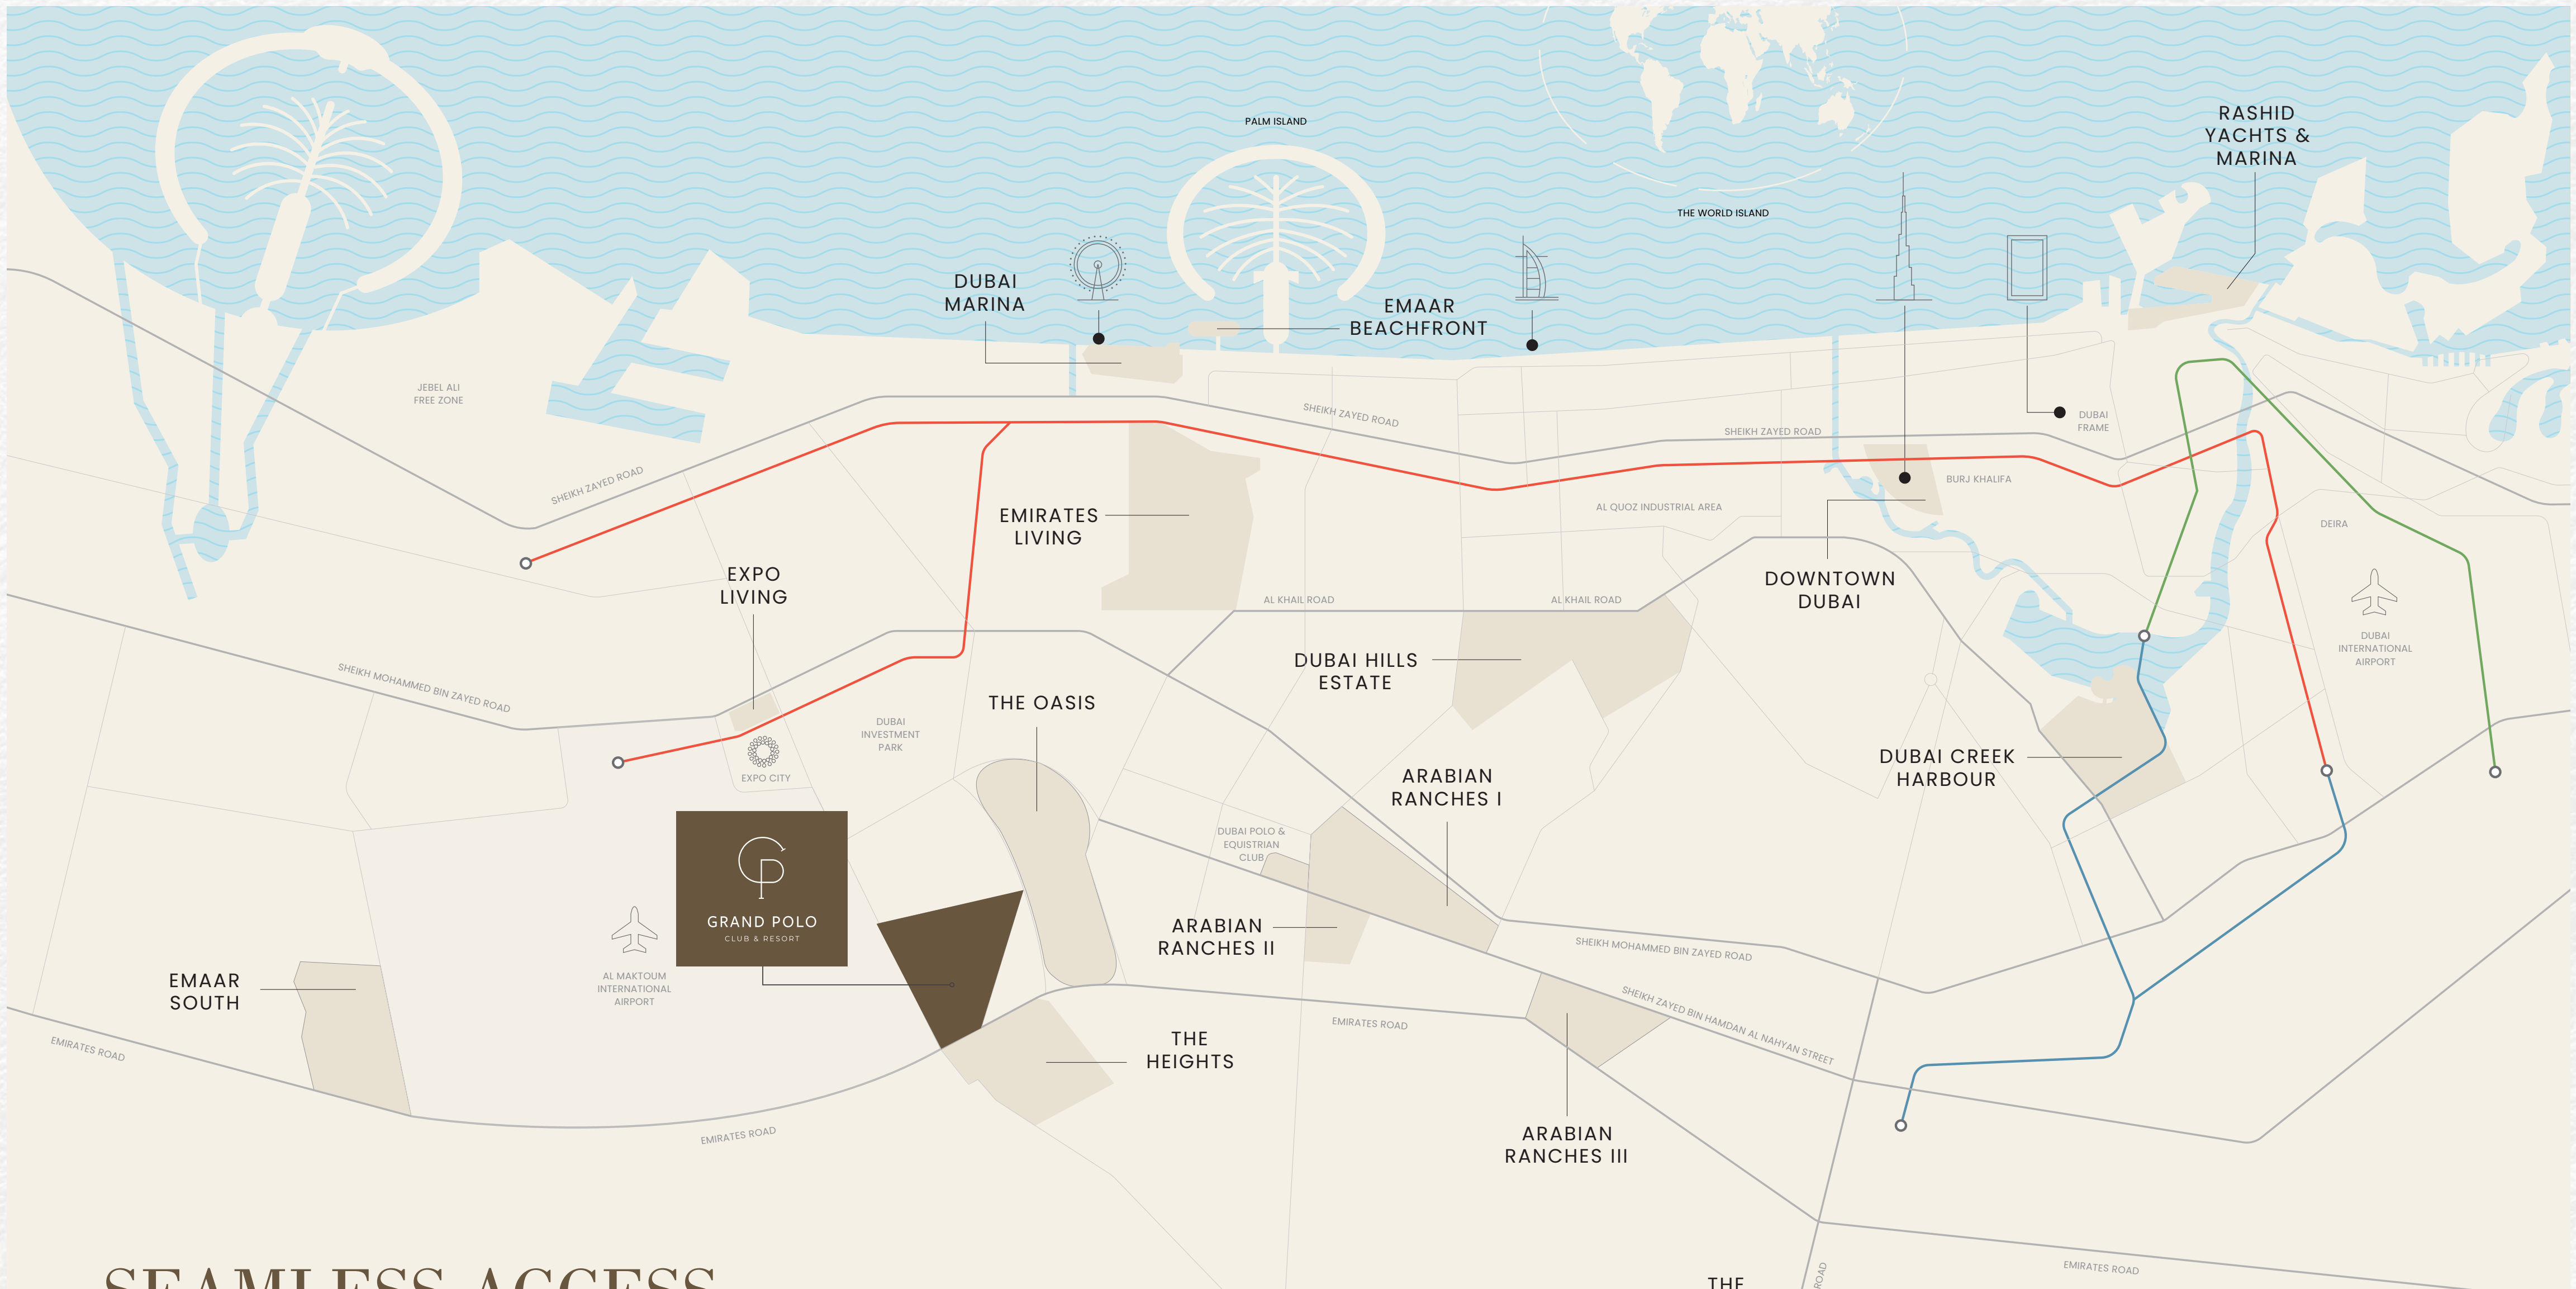 PALM ISLAND
THE WORLD ISLAND
RASHID
YACHTS &
MARINA
DUBAI
MARINA
EMAAR
BEACHFRONT
JEBEL ALI
FREE ZONE
SHEIKH ZAYED ROAD
SHEIKH ZAYED ROAD
SHEIKH ZAYED ROAD
DUBAI
FRAME
BURJ KHALIFA
AL QUOZ INDUSTRIAL AREA
DEIRA
EMIRATES
LIVING
EXPO
LIVING
AL KHAIL ROAD
AL KHAIL ROAD
DOWNTOWN
DUBAI
DUBAI
INTERNATIONAL
AIRPORT
SHEIKH MOHAMMED BIN ZAYED ROAD
DUBAI HILLS
ESTATE
THE OASIS
DUBAI
INVESTMENT
PARK
EXPO CITY
DUBAI CREEK
HARBOUR
ARABIAN
RANCHES I
DUBAI POLO &
EQUESTRIAN
CLUB
GRAND POLO
CLUB & RESORT
ARABIAN
RANCHES II
SHEIKH MOHAMMED BIN ZAYED ROAD
AL MAKTOUM
INTERNATIONAL
AIRPORT
EMAAR
SOUTH
SHEIKH ZAYED BIN HAMDAN AL NAHYAN STREET
EMIRATES ROAD
EMIRATES ROAD
THE
HEIGHTS
EMIRATES ROAD
ARABIAN
RANCHES III
EMIRATES ROAD
SEAMLESS ACCESS
THE
ROAD